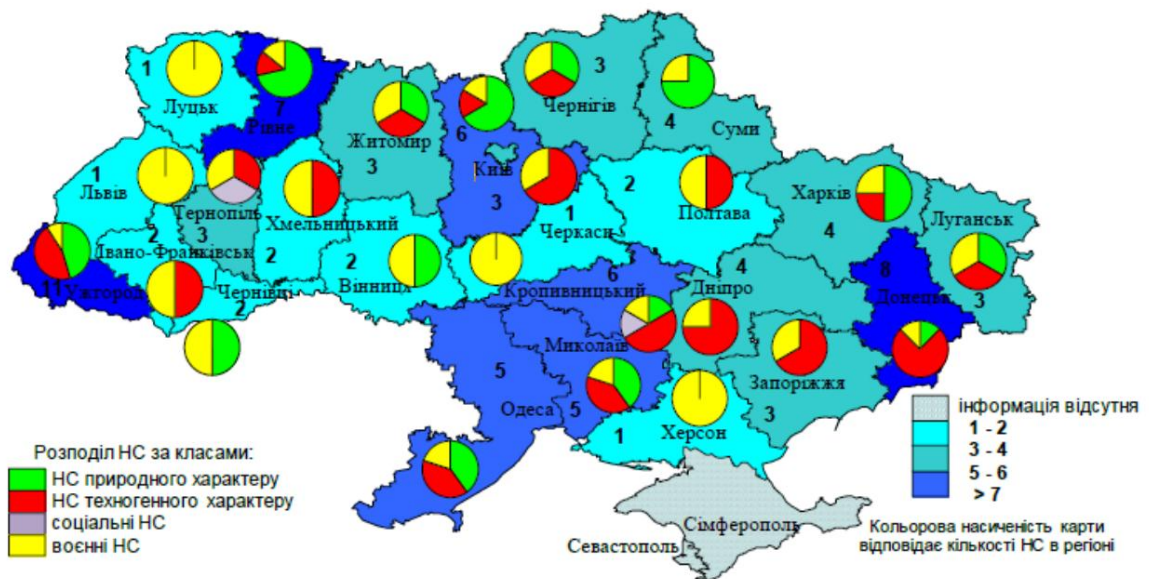 1
Луцьк
7
Рівне
Житомир
3
6
Київ
3
3
Чернігів
4
Суми
1
Львів
Тернопіль
3
Хмельницький
2
2
Вінниця
1
Черкаси
2
Полтава
Харків
4
Луганськ
3
2
Івано-Франківськ
11
Ужгород
Чернівці
2
6
Кропивницький
4
Дніпро
8
Донецьк
Миколаїв
5
5
Одеса
Запоріжжя
3
1
Херсон
Сімферополь
Севастополь
Розподіл НС за класами:
НС природного характеру
НС техногенного характеру
соціальні НС
воєнні НС
інформація відсутня
1 - 2
3 - 4
5 - 6
> 7
Кольорова насиченість карти
відповідає кількості НС в регіоні